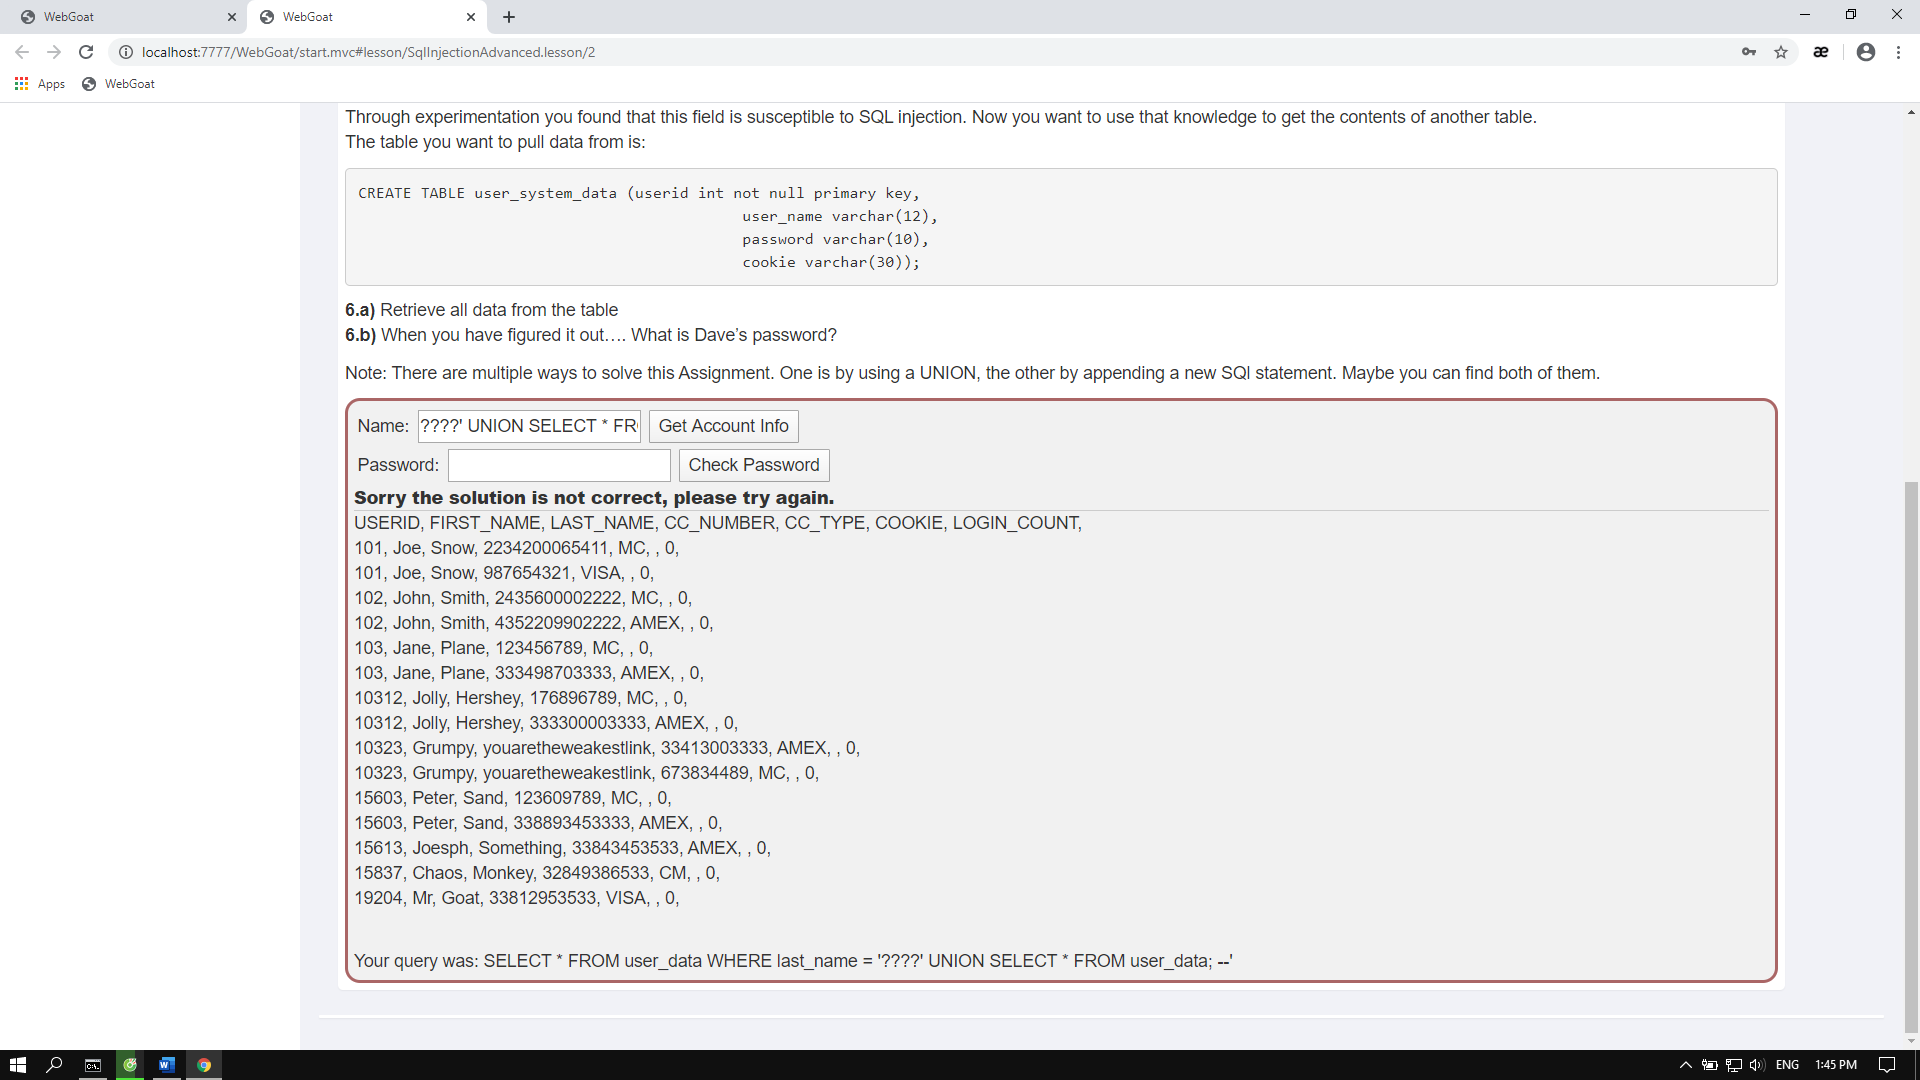 WebGoat
WebGoat
localhost:7777/WebGoat/start.mvc#lesson/SqlInjectionAdvanced.lesson/2
æ
Apps
WebGoat
Through experimentation you found that this field is susceptible to SQL injection. Now you want to use that knowledge to get the contents of another table.
The table you want to pull data from is:
CREATE TABLE user_system_data (userid int not null primary key,
user_name varchar(12),
password varchar(10),
cookie varchar(30));
6.a) Retrieve all data from the table
6.b) When you have figured it out…. What is Dave’s password?
Note: There are multiple ways to solve this Assignment. One is by using a UNION, the other by appending a new SQl statement. Maybe you can find both of them.
Name: ????' UNION SELECT * FR Get Account Info
Password: Check Password
Sorry the solution is not correct, please try again.
USERID, FIRST_NAME, LAST_NAME, CC_NUMBER, CC_TYPE, COOKIE, LOGIN_COUNT,
101, Joe, Snow, 2234200065411, MC, , 0,
101, Joe, Snow, 987654321, VISA, , 0,
102, John, Smith, 2435600002222, MC, , 0,
102, John, Smith, 4352209902222, AMEX, , 0,
103, Jane, Plane, 123456789, MC, , 0,
103, Jane, Plane, 333498703333, AMEX, , 0,
10312, Jolly, Hershey, 176896789, MC, , 0,
10312, Jolly, Hershey, 333300003333, AMEX, , 0,
10323, Grumpy, youaretheweakestlink, 33413003333, AMEX, , 0,
10323, Grumpy, youaretheweakestlink, 673834489, MC, , 0,
15603, Peter, Sand, 123609789, MC, , 0,
15603, Peter, Sand, 338893453333, AMEX, , 0,
15613, Joesph, Something, 33843453533, AMEX, , 0,
15837, Chaos, Monkey, 32849386533, CM, , 0,
19204, Mr, Goat, 33812953533, VISA, , 0,
Your query was: SELECT * FROM user_data WHERE last_name = '????' UNION SELECT * FROM user_data; --'
ENG
1:45 PM